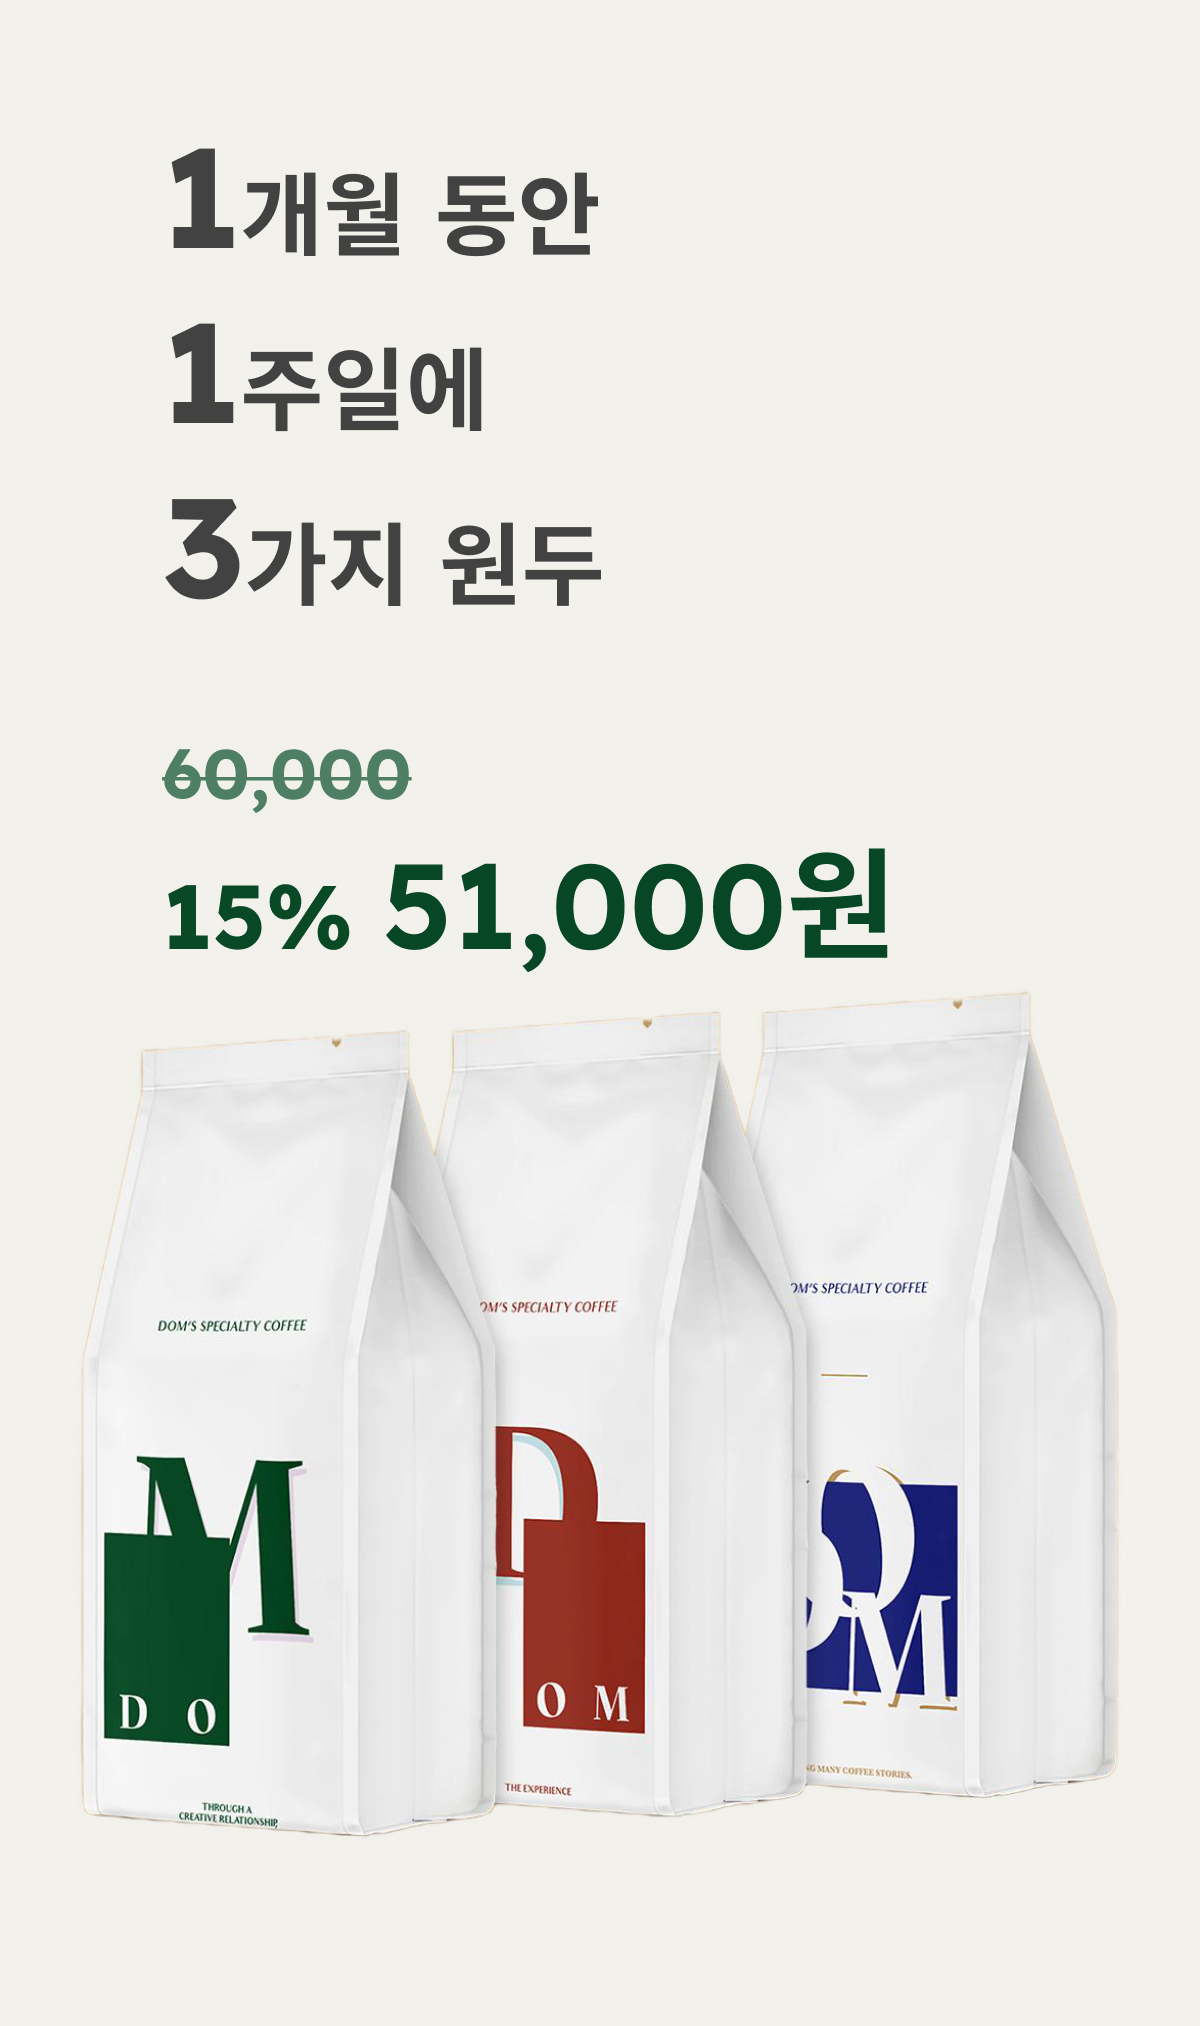 1개월 동안
1주일에
3가지 원두
60,000
15% 51,000원
DOM'S SPECIALTY COFFEE
M
D O
THROUGH A
CREATIVE RELATIONSHIP,
OM'S SPECIALTY COFFEE
D
O M
THE EXPERIENCE
OM'S SPECIALTY COFFEE
O
M
NG MANY COFFEE STORIES.